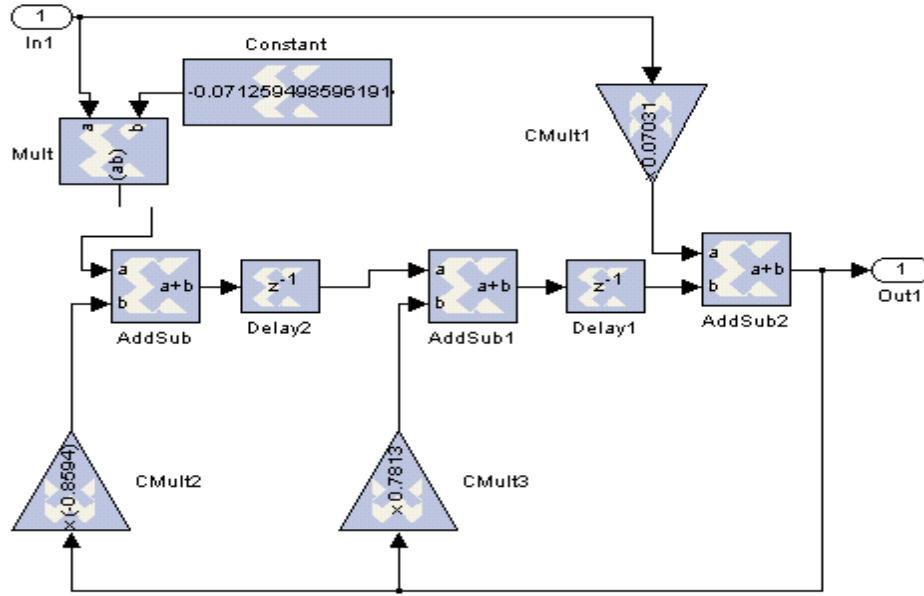 1
In1
Constant
-0.071259498596191
a
b
(ab)
Mult
CMult1
x 0.07031
a
b
a+b
AddSub
z-1
Delay2
a
b
a+b
AddSub1
z-1
Delay1
a
b
a+b
AddSub2
1
Out1
x (-0.8594)
CMult2
x 0.7813
CMult3